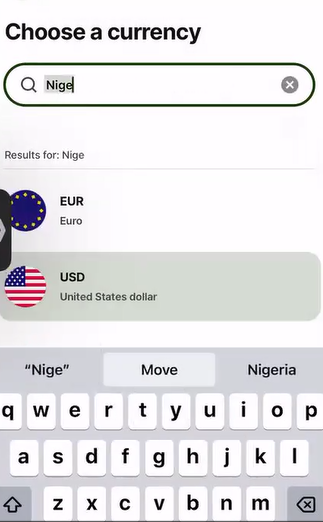 Choose a currency
Nige
Results for: Nige
EUR
Euro
USD
United States dollar
“Nige” Move Nigeria
q w e r t y u i o p
a s d f g h j k l
z x c v b n m